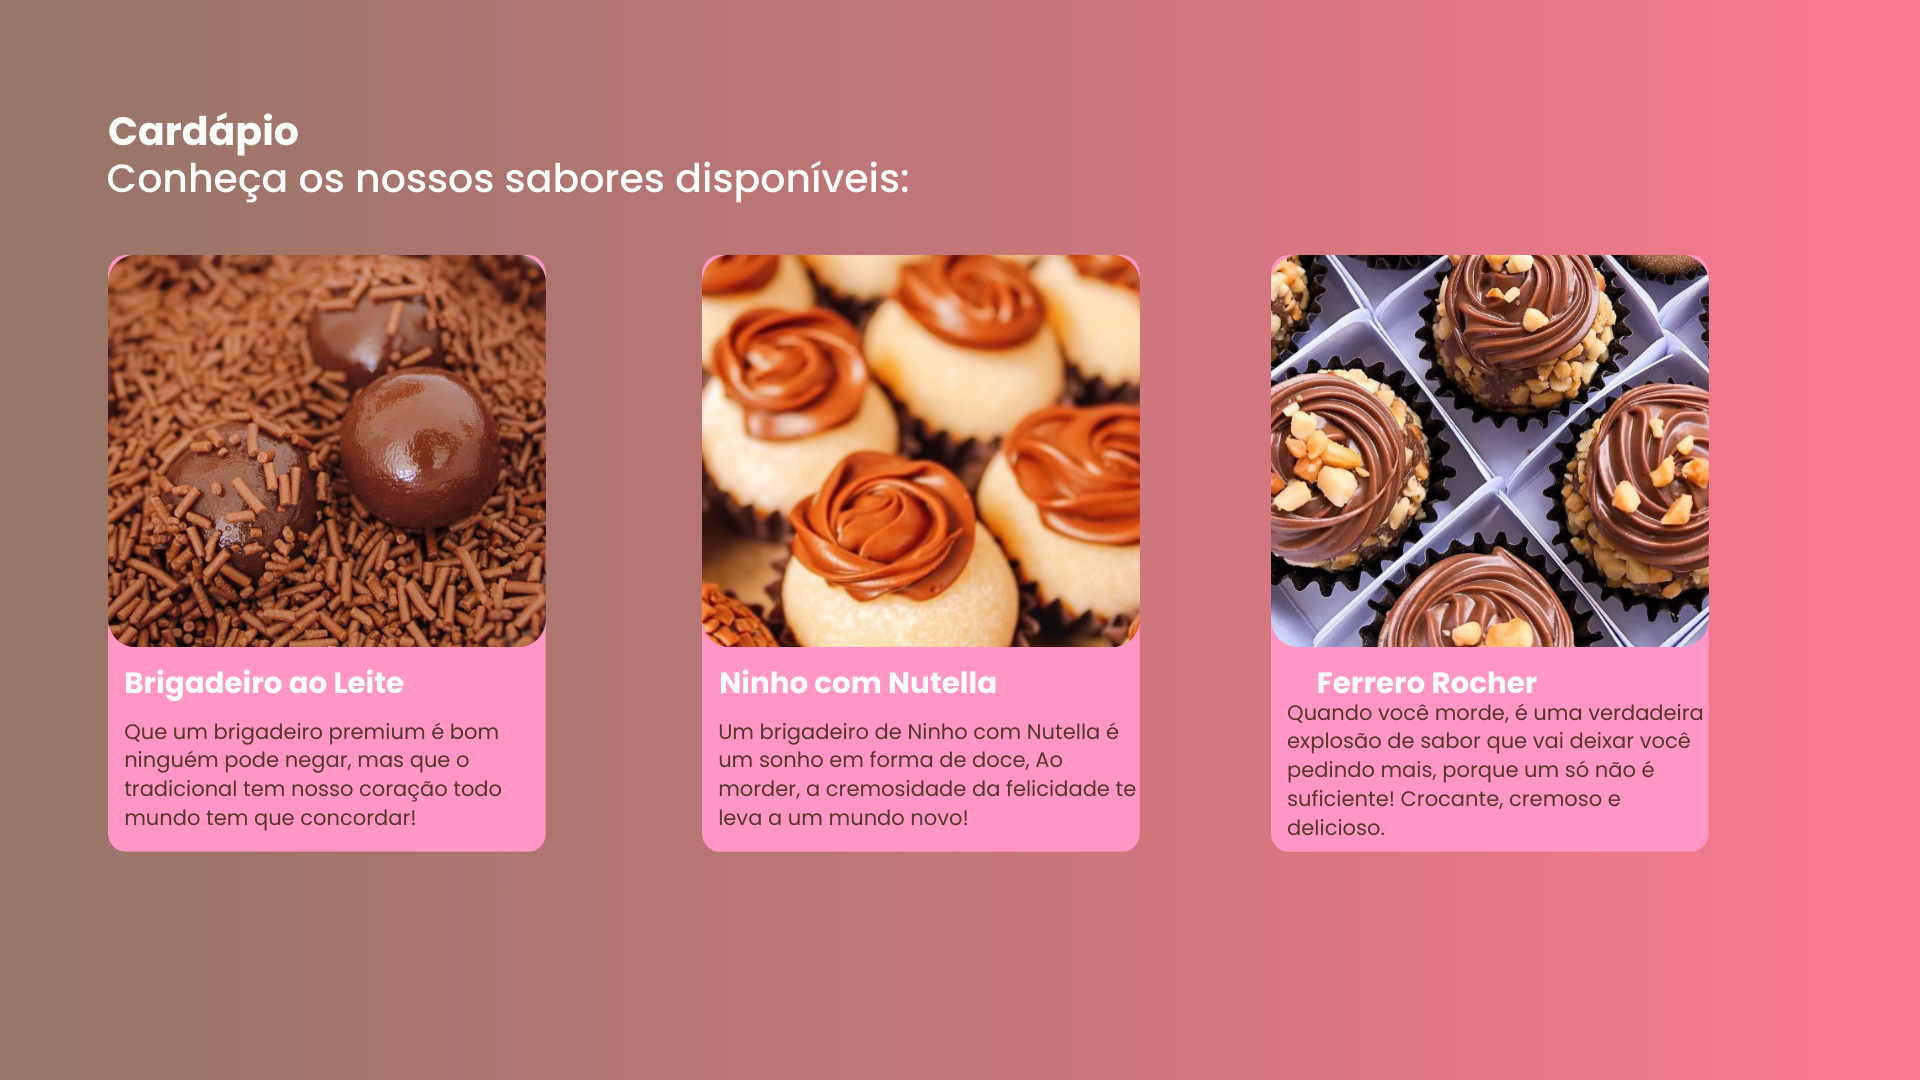 Cardápio
Conheça os nossos sabores disponíveis:
Brigadeiro ao Leite
Que um brigadeiro premium é bom
ninguém pode negar, mas que o
tradicional tem nosso coração todo
mundo tem que concordar!
Ninho com Nutella
Um brigadeiro de Ninho com Nutella é
um sonho em forma de doce, Ao
morder, a cremosidade da felicidade te
leva a um mundo novo!
Ferrero Rocher
Quando você morde, é uma verdadeira
explosão de sabor que vai deixar você
pedindo mais, porque um só não é
suficiente! Crocante, cremoso e
delicioso.